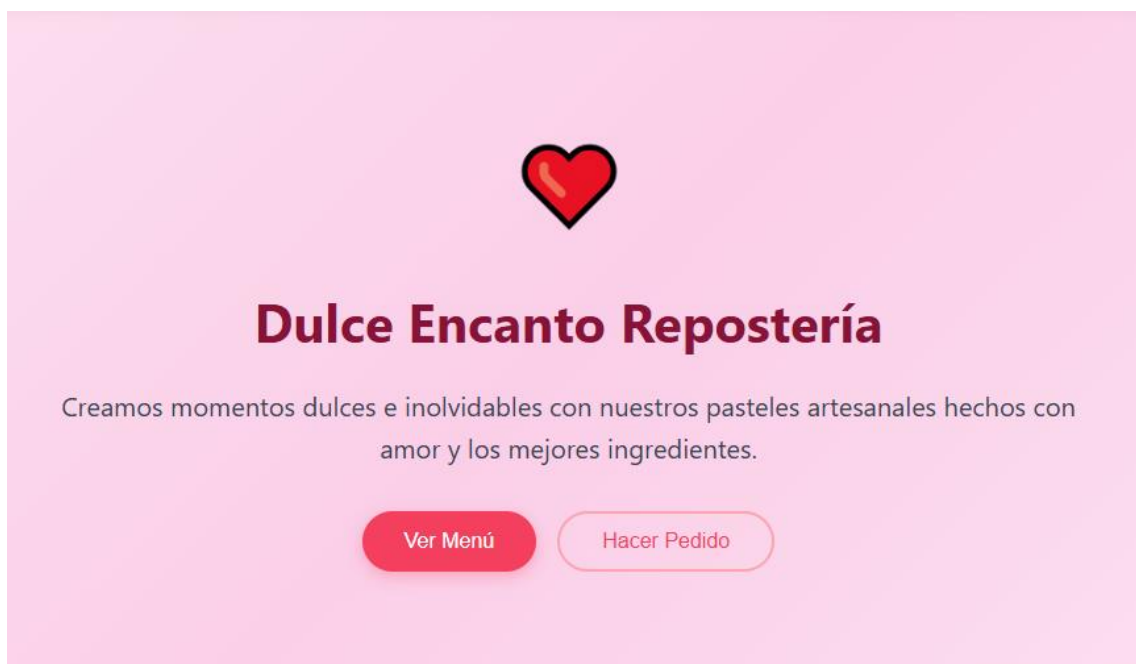 Dulce Encanto Repostería
Creamos momentos dulces e inolvidables con nuestros pasteles artesanales hechos con
amor y los mejores ingredientes.
Ver Menú
Hacer Pedido